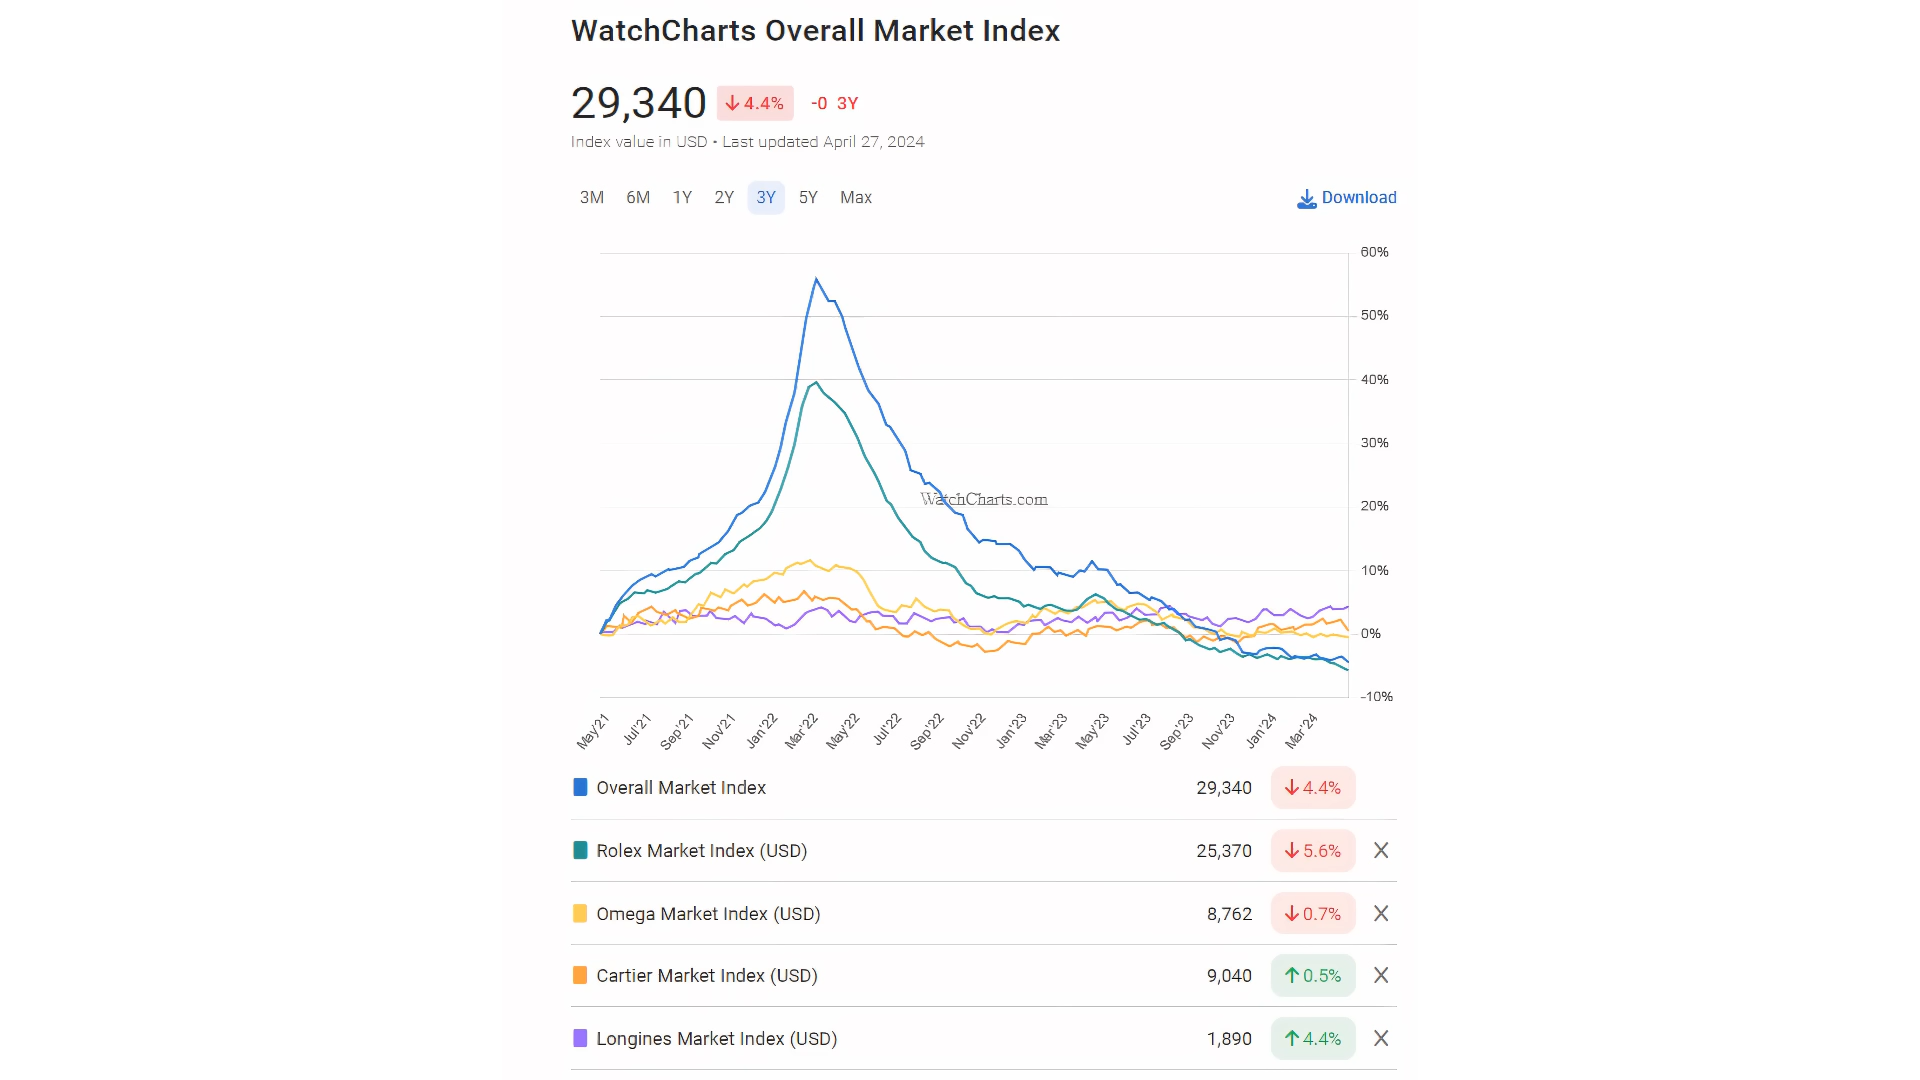 WatchCharts Overall Market Index
29,340 ↓ 4.4% -0 3Y
Index value in USD • Last updated April 27, 2024
3M 6M 1Y 2Y 3Y 5Y Max Download
60%
50%
40%
30%
20%
10%
0%
-10%
WatchCharts.com
May'21 Jul'21 Sep'21 Nov'21 Jan'22 Mar'22 May'22 Jul'22 Sep'22 Nov'22 Jan'23 Mar'23 May'23 Jul'23 Sep'23 Nov'23 Jan'24 Mar'24
Overall Market Index 29,340 ↓ 4.4%
Rolex Market Index (USD) 25,370 ↓ 5.6% X
Omega Market Index (USD) 8,762 ↓ 0.7% X
Cartier Market Index (USD) 9,040 ↑ 0.5% X
Longines Market Index (USD) 1,890 ↑ 4.4% X